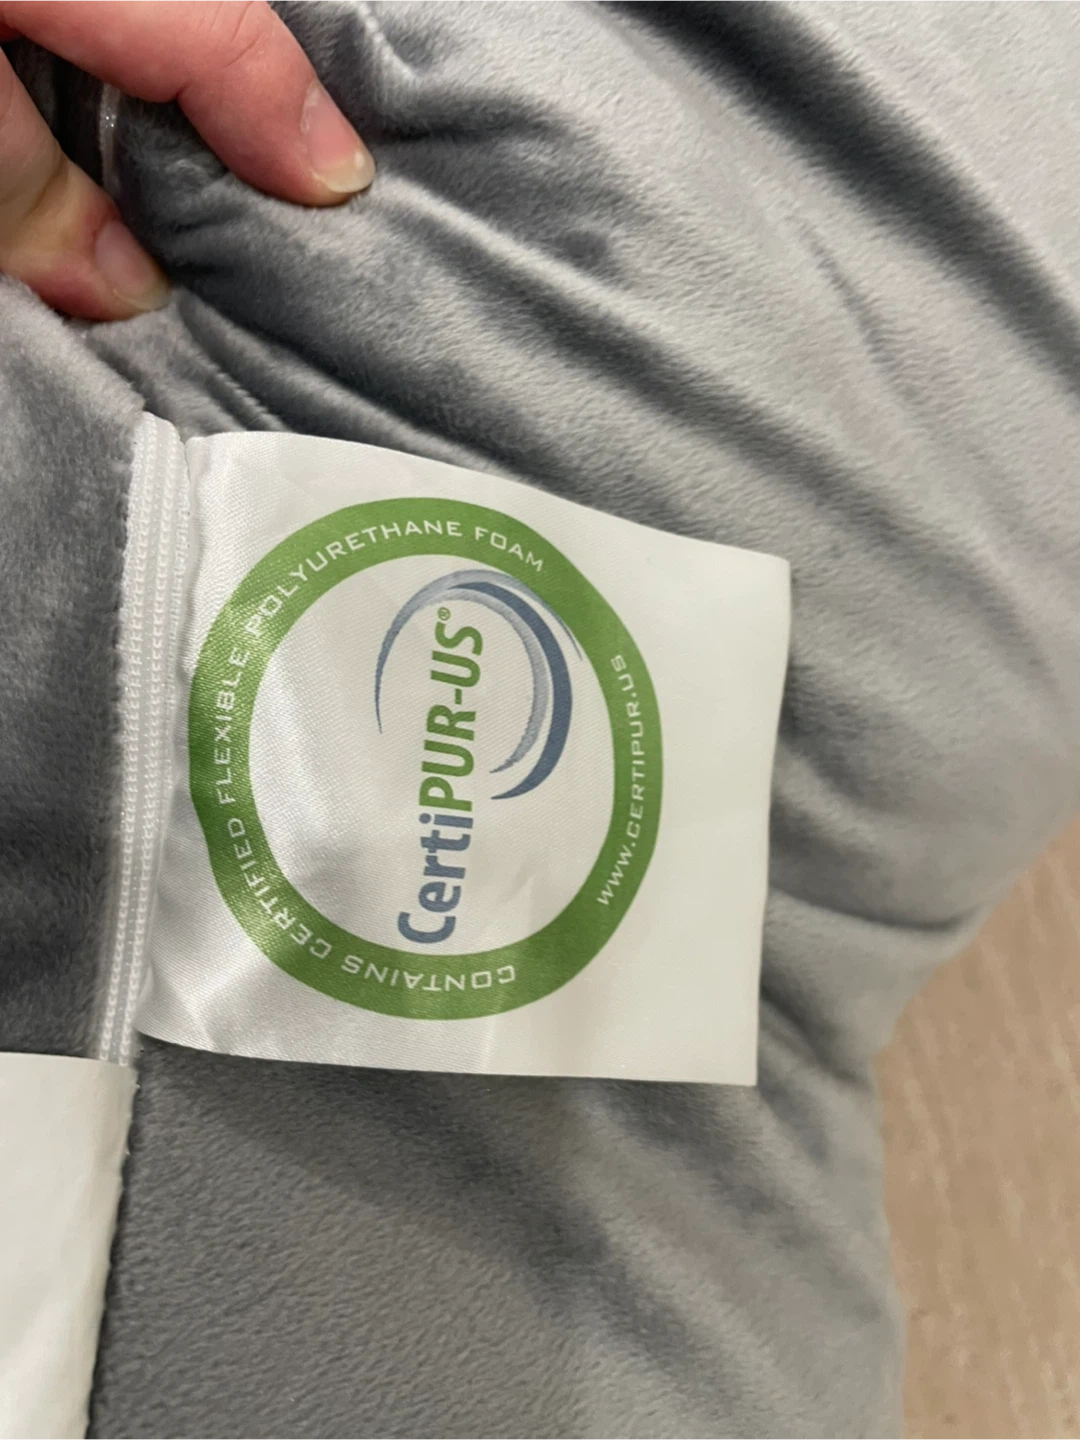 CONTAINS CERTIFIED FLEXIBLE POLYURETHANE FOAM
CertiPUR-US®
WWW.CERTIPUR.US